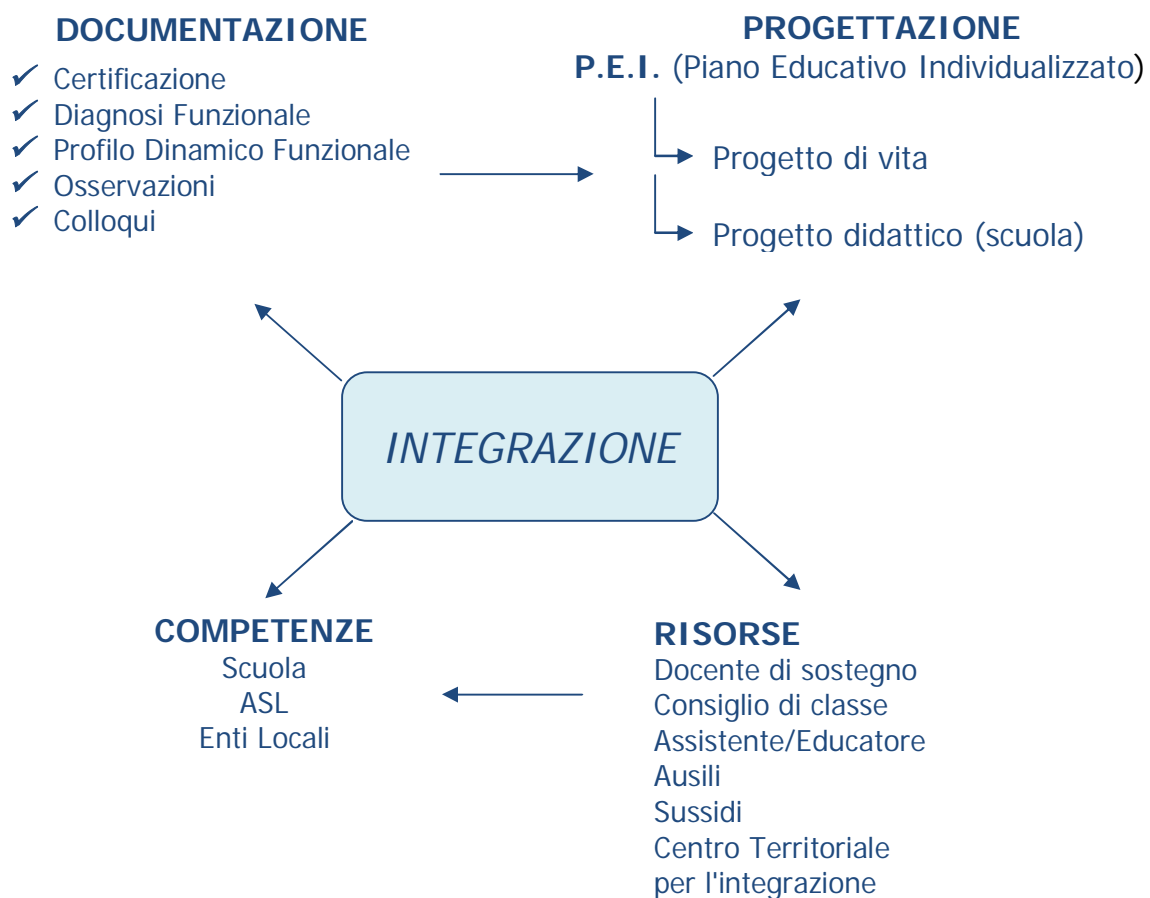 DOCUMENTAZIONE
✓ Certificazione
✓ Diagnosi Funzionale
✓ Profilo Dinamico Funzionale
✓ Osservazioni
✓ Colloqui
PROGETTAZIONE
P.E.I. (Piano Educativo Individualizzato)
Progetto di vita
Progetto didattico (scuola)
INTEGRAZIONE
COMPETENZE
Scuola
ASL
Enti Locali
RISORSE
Docente di sostegno
Consiglio di classe
Assistente/Educatore
Ausili
Sussidi
Centro Territoriale
per l'integrazione